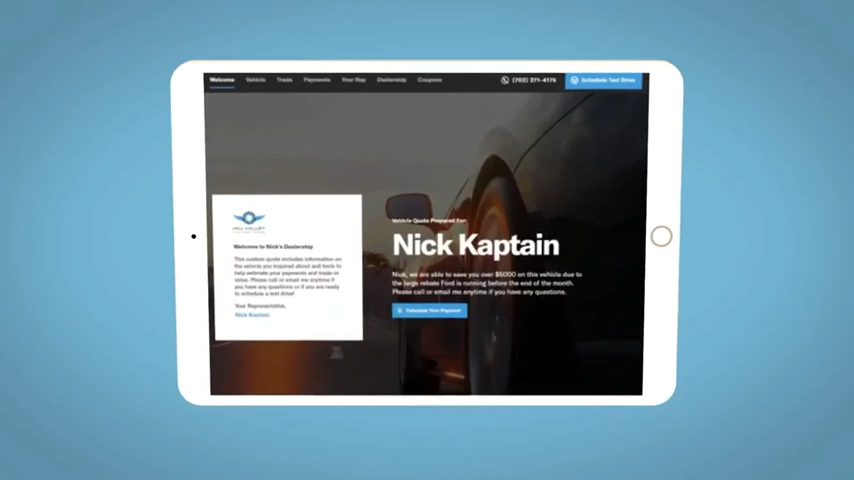 Welcome Vehicle Trade Payments Your Rep Dealership Coupons (702) 271-4175 Schedule Test Drive
HILL VALLEY
Welcome to Nick's Dealership
This custom quote includes information on
the vehicle you inquired about and tools to
help estimate your payments and trade in
value. Please call or email me anytime if
you have any questions or if you are ready
to schedule a test drive!
Your Representative,
Nick Kaptain
Vehicle Quote Prepared For:
Nick Kaptain
Nick, we are able to save you over $5000 on this vehicle due to
the large rebate Ford is running before the end of the month.
Please call or email me anytime if you have any questions.
Calculate Your Payment